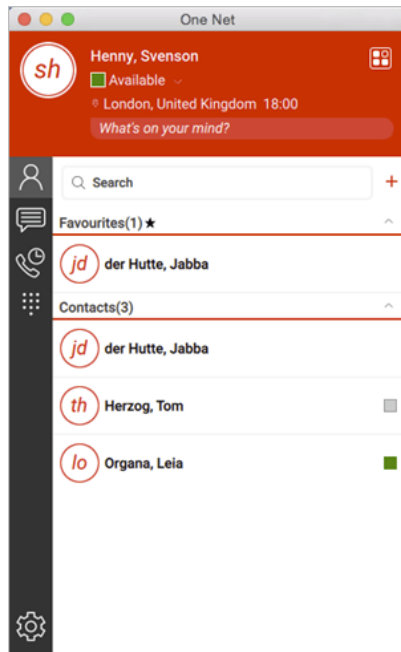 One Net
sh
Henny, Svenson
Available
London, United Kingdom 18:00
What's on your mind?
Search
Favourites(1)★
jd
der Hutte, Jabba
Contacts(3)
jd
der Hutte, Jabba
th
Herzog, Tom
lo
Organa, Leia